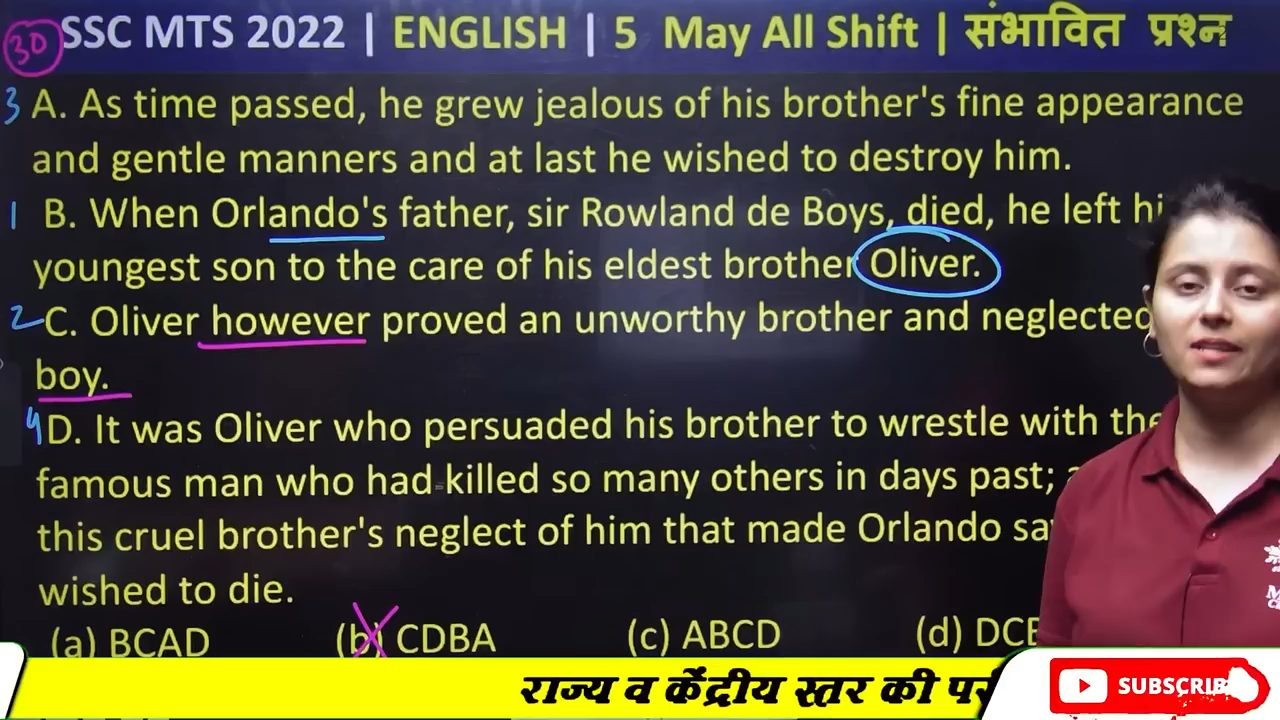 30 SSC MTS 2022 | ENGLISH | 5 May All Shift | संभावित प्रश्न
3 A. As time passed, he grew jealous of his brother's fine appearance
and gentle manners and at last he wished to destroy him.
1 B. When Orlando's father, sir Rowland de Boys, died, he left
youngest son to the care of his eldest brother Oliver.
2 C. Oliver however proved an unworthy brother and neglected
boy.
4 D. It was Oliver who persuaded his brother to wrestle with the
famous man who had killed so many others in days past;
this cruel brother's neglect of him that made Orlando
wished to die.
(a) BCAD (b) CDBA (c) ABCD (d)
राज्य व केंद्रीय स्तर की
SUBSCRIB